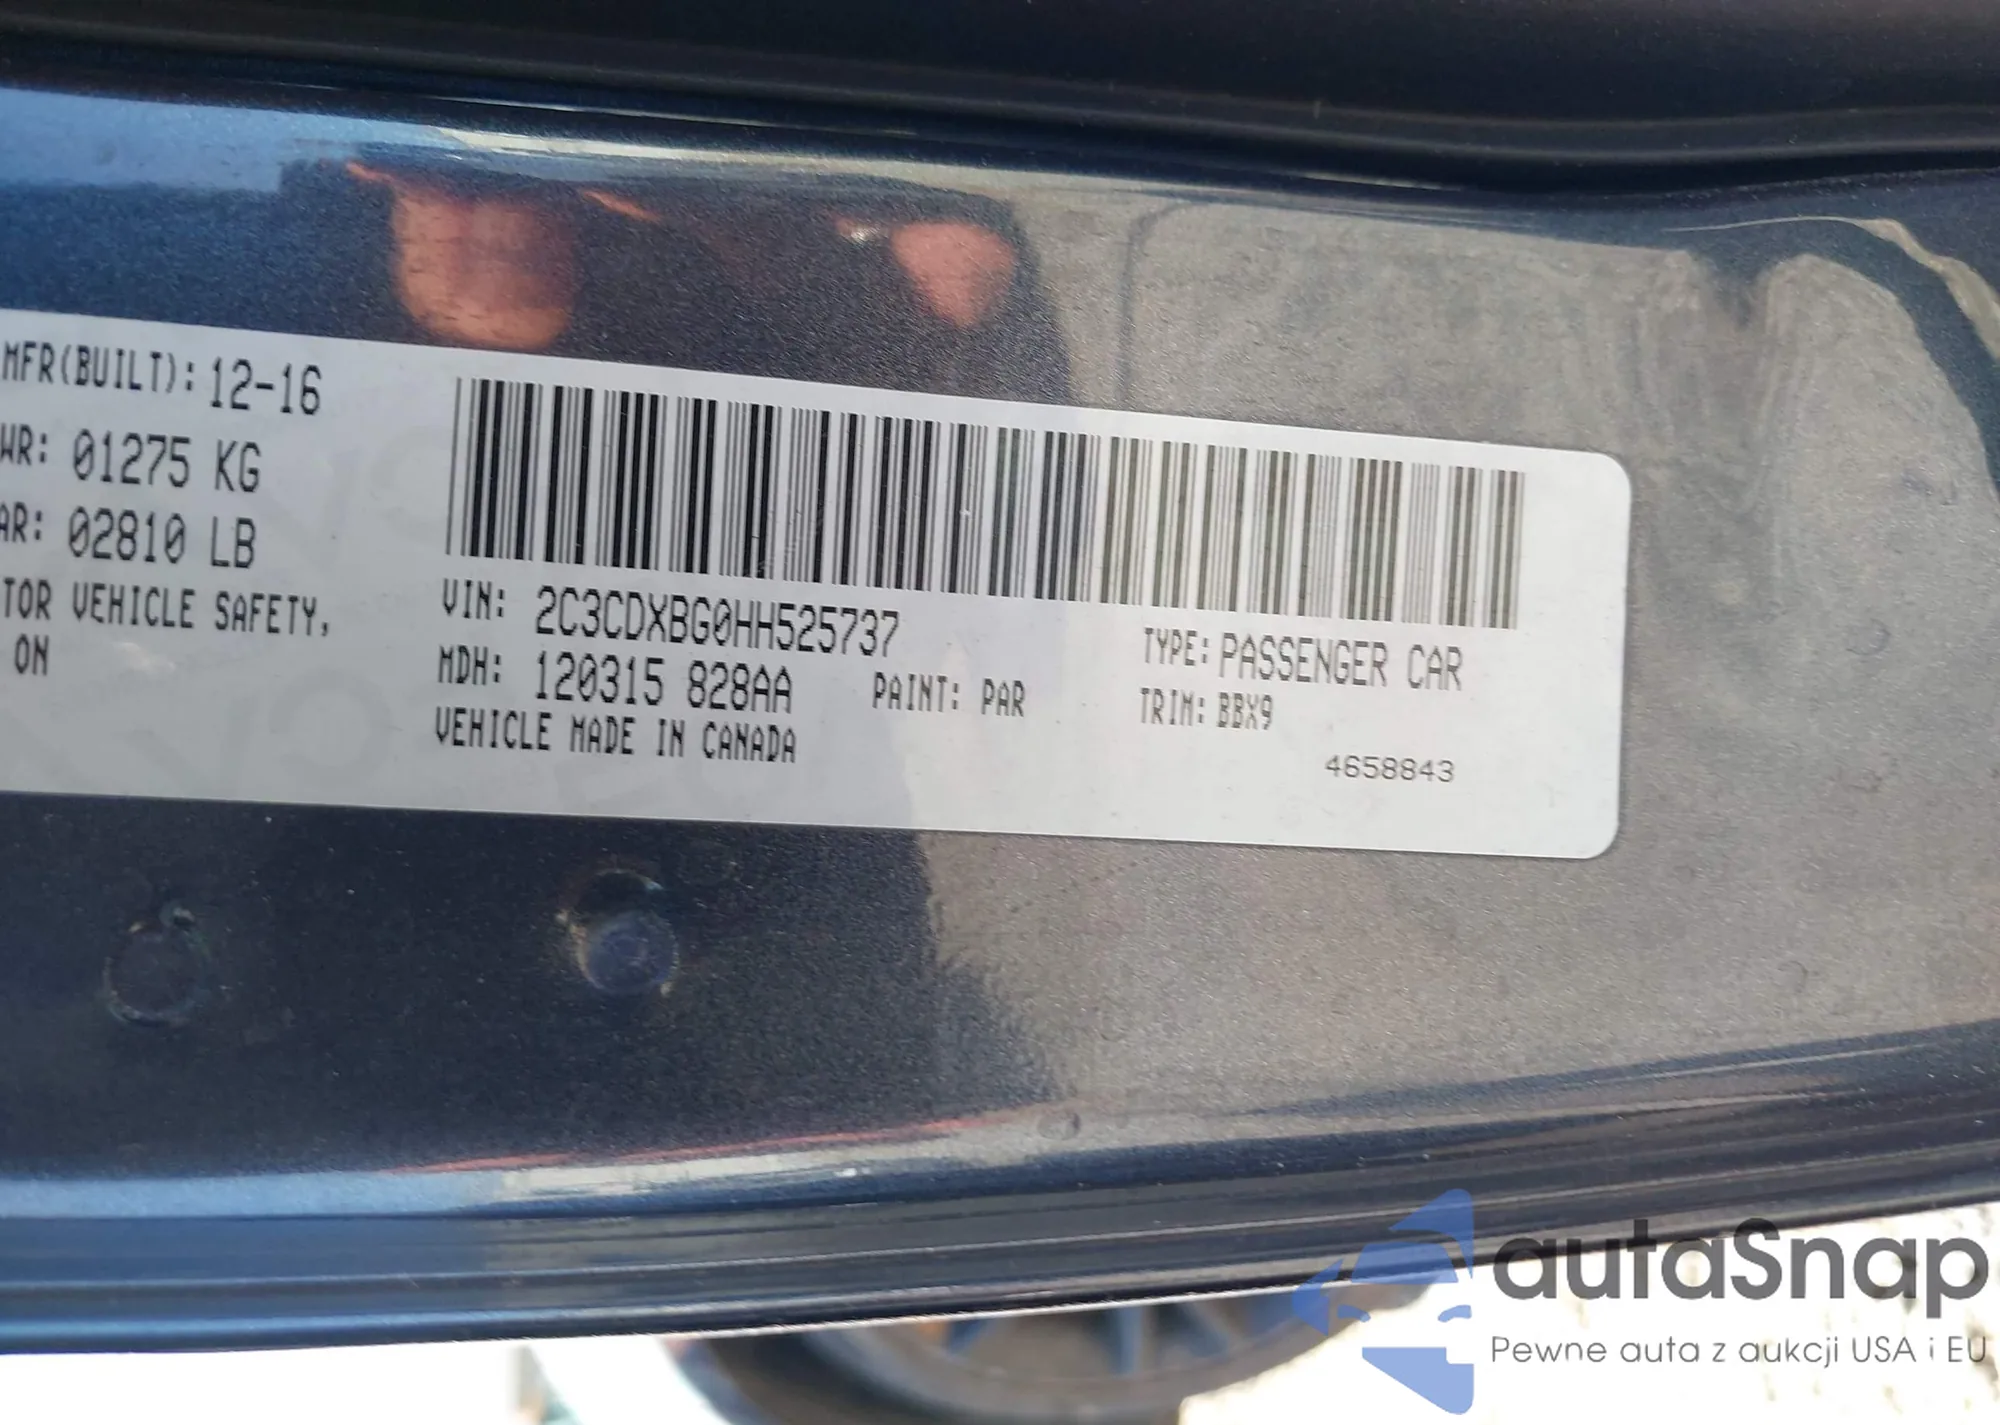 MFR(BUILT): 12-16
WR: 01275 KG
AR: 02810 LB
TOR VEHICLE SAFETY,
ON
VIN: 2C3CDXBG0HH525737
TYPE: PASSENGER CAR
MDH: 120315 828AA
PAINT: PAR
TRIM: BBX9
VEHICLE MADE IN CANADA
4658843
autaSnap
Pewne auta z aukcji USA i EU